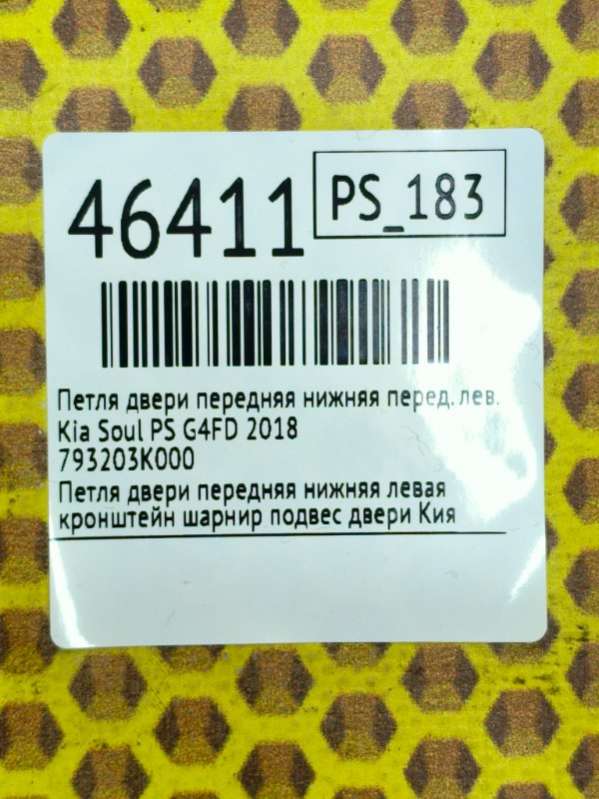 46411
PS_183
Петля двери передняя нижняя перед. лев.
Kia Soul PS G4FD 2018
793203K000
Петля двери передняя нижняя левая
кронштейн шарнир подвес двери Кия